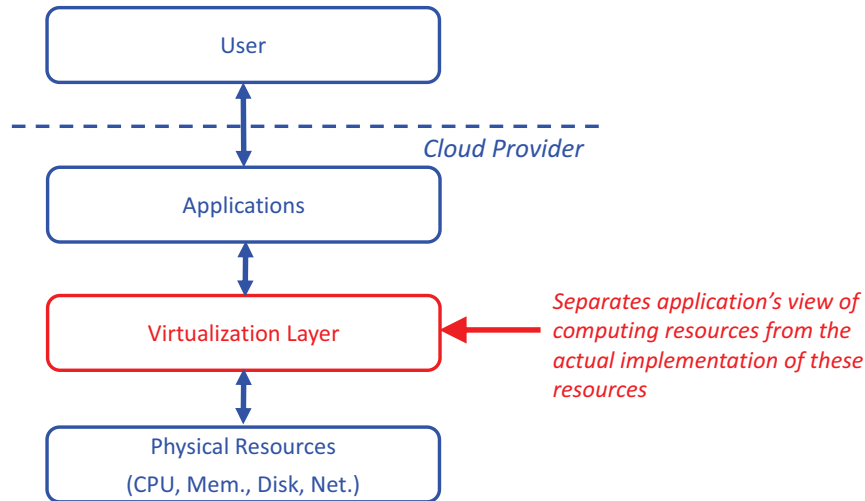 User
Cloud Provider
Applications
Virtualization Layer
Separates application’s view of
computing resources from the
actual implementation of these
resources
Physical Resources
(CPU, Mem., Disk, Net.)